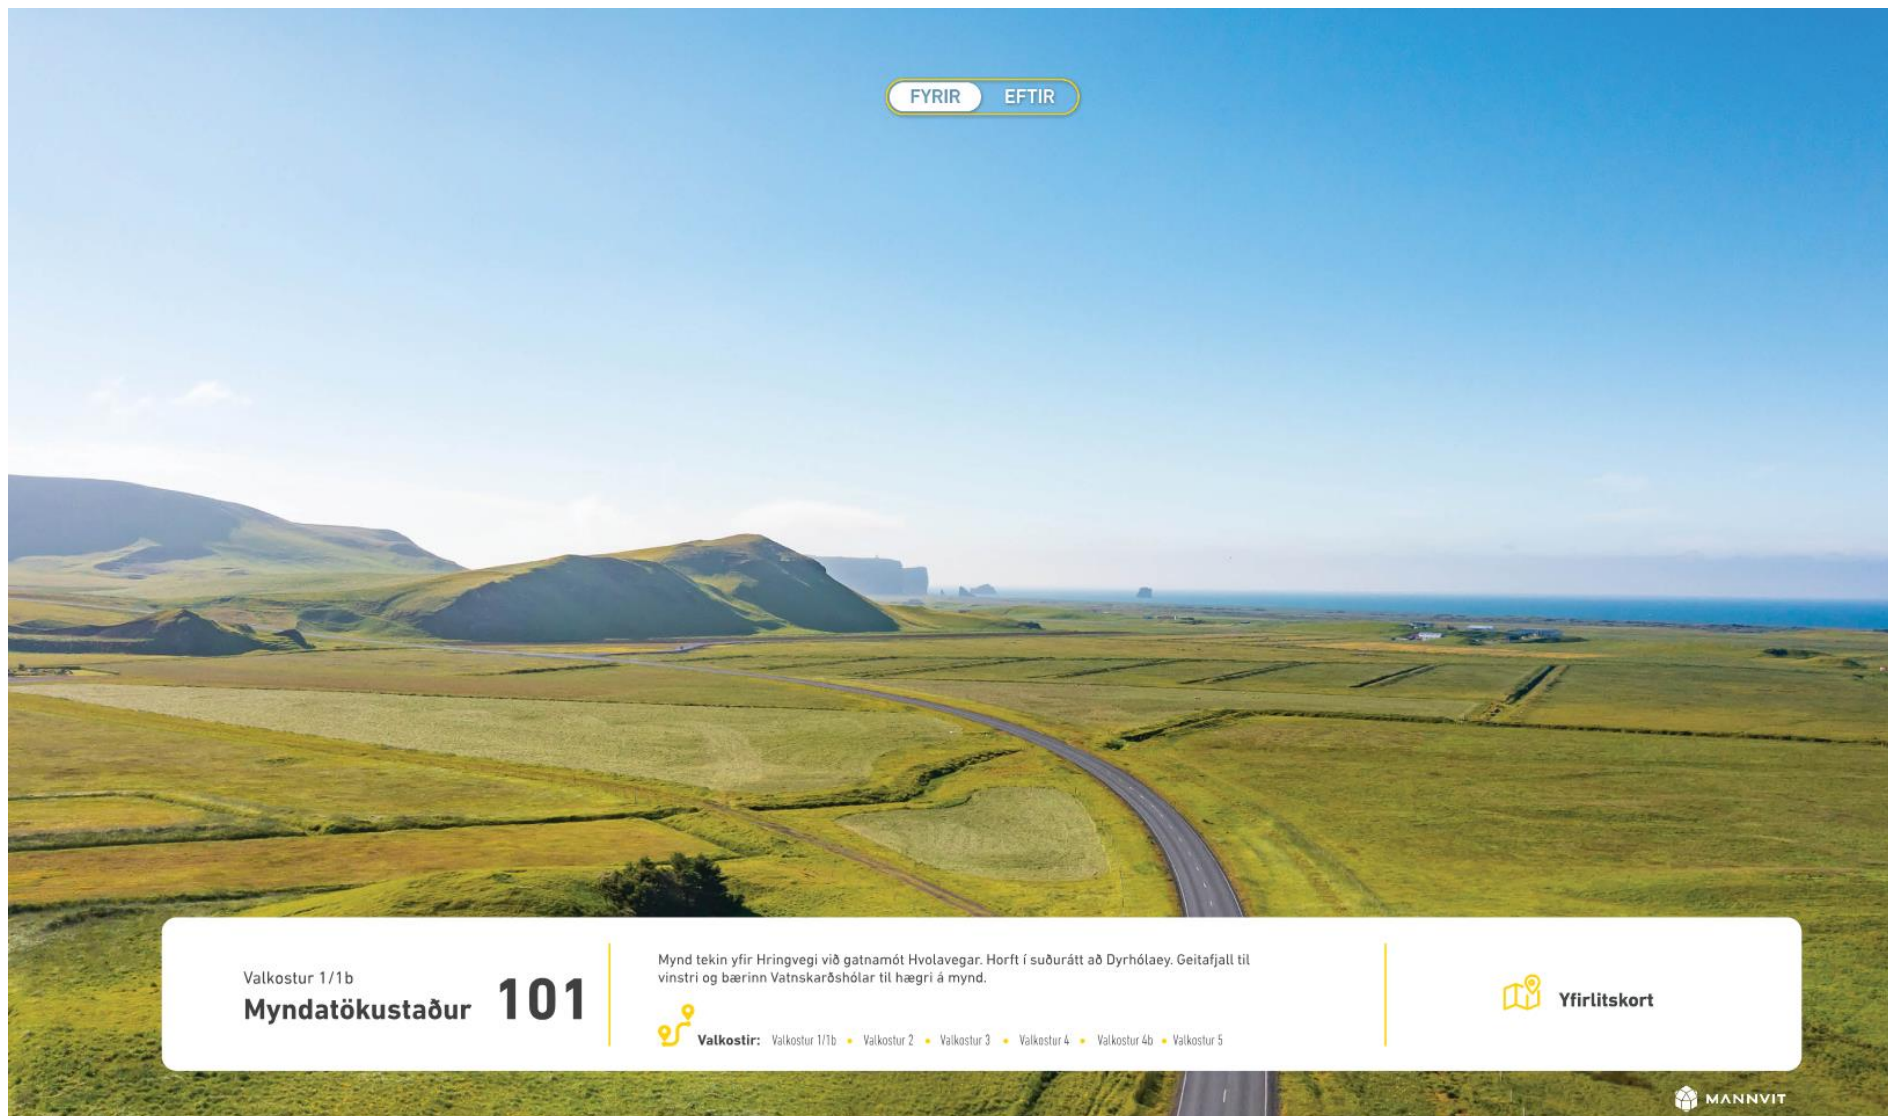 FYRIR EFTIR
Valkostur 1/1b
Myndatökustaður 101
Mynd tekin yfir Hringvegi við gatnamót Hvolavegar. Horft í suðurátt að Dyrhólaey. Geitafjall til
vinstri og bærinn Vatnskarðshólar til hægri á mynd.
Valkostir: Valkostur 1/1b • Valkostur 2 • Valkostur 3 • Valkostur 4 • Valkostur 4b • Valkostur 5
Yfirlitskort
MANNVIT